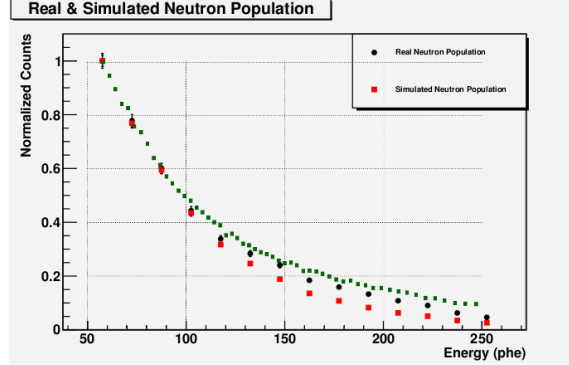 Real & Simulated Neutron Population
Normalized Counts
Real Neutron Population
Simulated Neutron Population
1
0.8
0.6
0.4
0.2
0
50
100
150
200
250
Energy (phe)